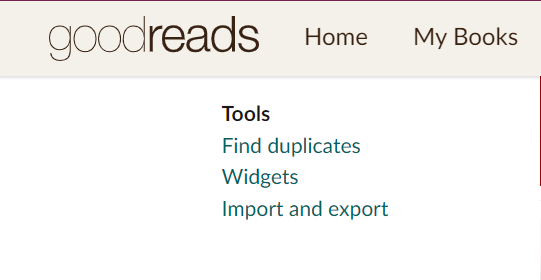 goodreads Home My Books
Tools
Find duplicates
Widgets
Import and export